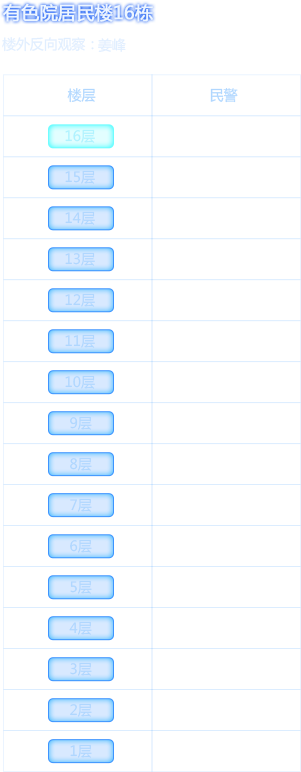 有色院居民楼16栋
楼外反向观察：姜峰
楼层 民警
16层
15层
14层
13层
12层
11层
10层
9层
8层
7层
6层
5层
4层
3层
2层
1层